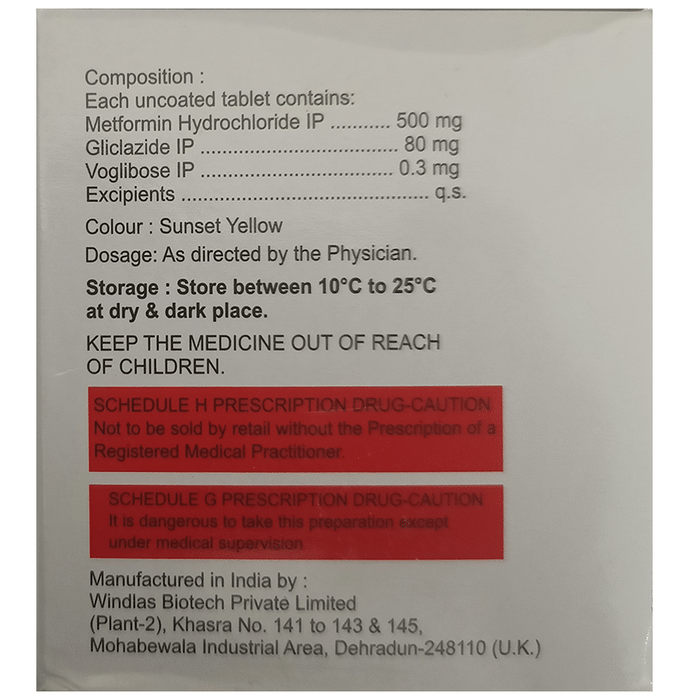 Composition :
Each uncoated tablet contains:
Metformin Hydrochloride IP ........... 500 mg
Gliclazide IP ................................... 80 mg
Voglibose IP .................................. 0.3 mg
Excipients ............................................ q.s.
Colour : Sunset Yellow
Dosage: As directed by the Physician.
Storage : Store between 10°C to 25°C
at dry & dark place.
KEEP THE MEDICINE OUT OF REACH
OF CHILDREN.
SCHEDULE H PRESCRIPTION DRUG-CAUTION
Not to be sold by retail without the Prescription of a
Registered Medical Practitioner.
SCHEDULE G PRESCRIPTION DRUG-CAUTION
It is dangerous to take this preparation except
under medical supervision
Manufactured in India by :
Windlas Biotech Private Limited
(Plant-2), Khasra No. 141 to 143 & 145,
Mohabewala Industrial Area, Dehradun-248110 (U.K.)